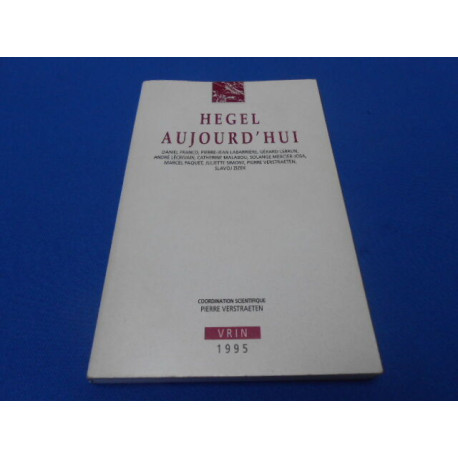 HEGEL
AUJOURD'HUI
DANIEL FRANCO, PIERRE-JEAN LABARRIÈRE, GÉRARD LEBRUN,
ANDRÉ LÉCRIVAIN, CATHERINE MALABOU, SOLANGE MERCIER-JOSA,
MARCEL PAQUET, JULIETTE SIMONT, PIERRE VERSTRAETEN,
SLAVOJ ZIZEK
COORDINATION SCIENTIFIQUE
PIERRE VERSTRAETEN
VRIN
1995